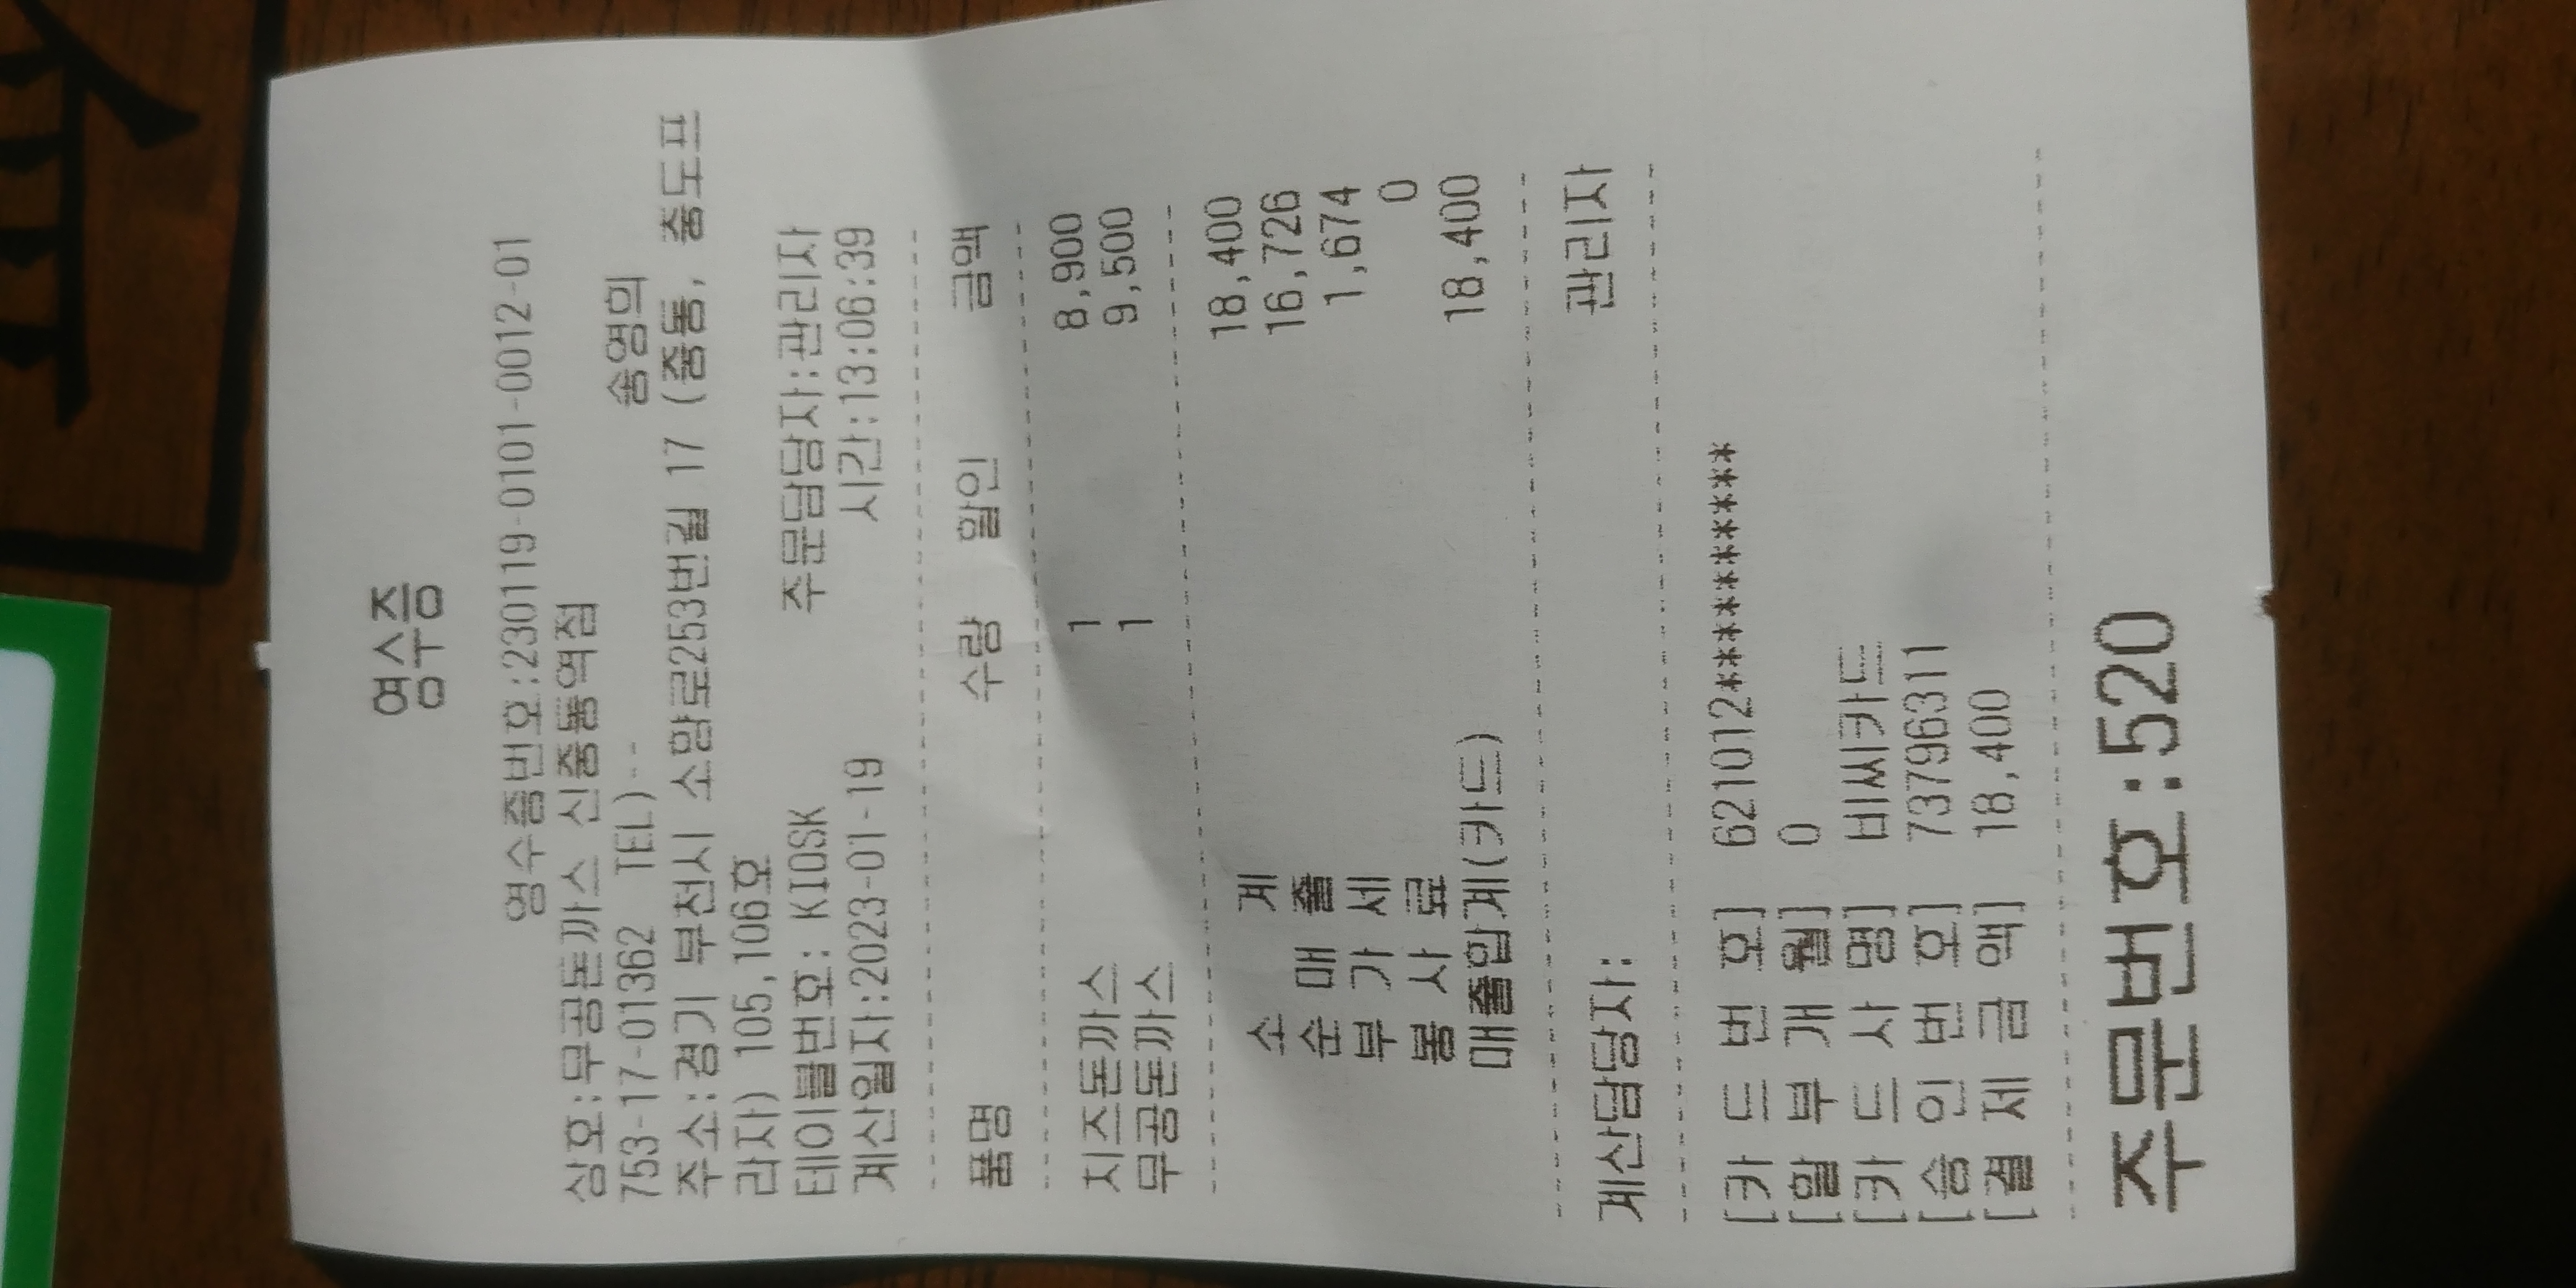 영수증
영수증번호:230119-0101-0012-01
상호:무공돈까스 신중동역점
753-17-01362 TEL) --
송영의
주소:경기 부천시 소향로253번길 17 (중동, 중도프
라자) 105,106호
테이블번호: KIOSK 주문담당자:관리자
계산일자:2023-01-19 시간:13:06:39
품명 수량 할인 금액
치즈돈까스 1 8,900
무공돈까스 1 9,500
소 계 18,400
순 매 출 16,726
부 가 세 1,674
봉 사 료 0
매출합계(카드) 18,400
계산담당자: 관리자
[카 드 번 호] 621012**********
[할 부 개 월] 0
[카 드 사 명] 비씨카드
[승 인 번 호] 73796311
[결 제 금 액] 18,400
주문번호:520